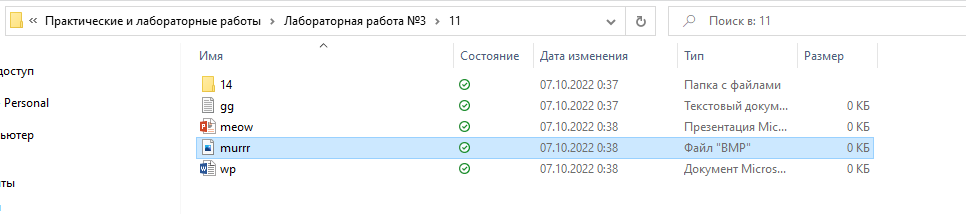 « Практические и лабораторные работы › Лабораторная работа №3 › 11
Поиск в: 11
Имя Состояние Дата изменения Тип Размер
14 07.10.2022 0:37 Папка с файлами
gg 07.10.2022 0:37 Текстовый докум... 0 КБ
meow 07.10.2022 0:38 Презентация Mic... 0 КБ
murrr 07.10.2022 0:38 Файл "BMP" 0 КБ
wp 07.10.2022 0:38 Документ Micros... 0 КБ
доступ
Personal
ьютер
нты